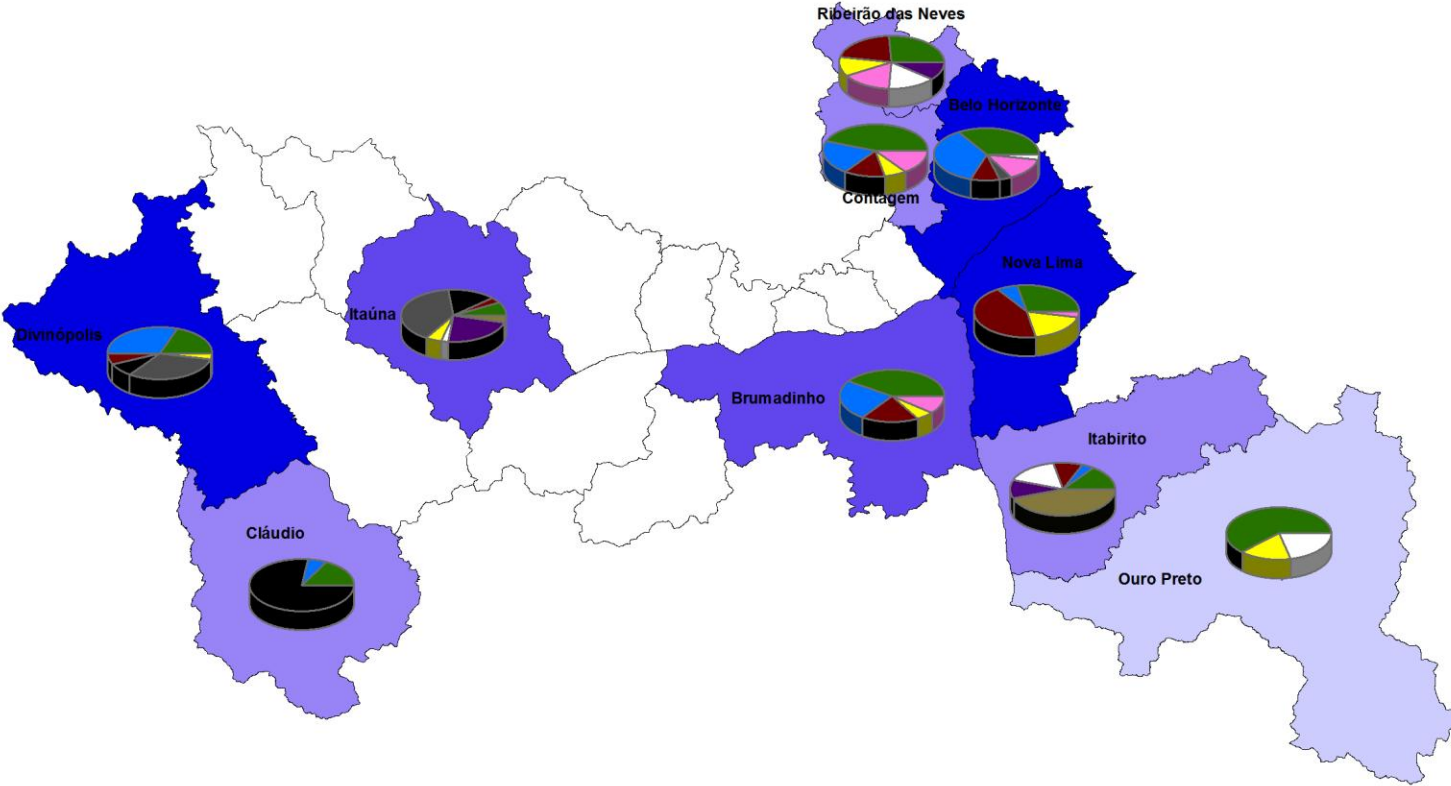 Ribeirão das Neves
Belo Horizonte
Contagem
Nova Lima
Itaúna
Divinópolis
Brumadinho
Itabirito
Cláudio
Ouro Preto